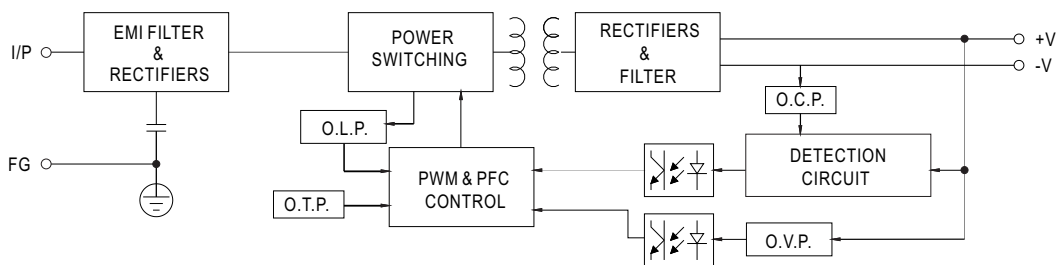 I/P
EMI FILTER
&
RECTIFIERS
POWER
SWITCHING
RECTIFIERS
&
FILTER
+V
-V
O.C.P.
O.L.P.
FG
PWM & PFC
CONTROL
DETECTION
CIRCUIT
O.T.P.
O.V.P.